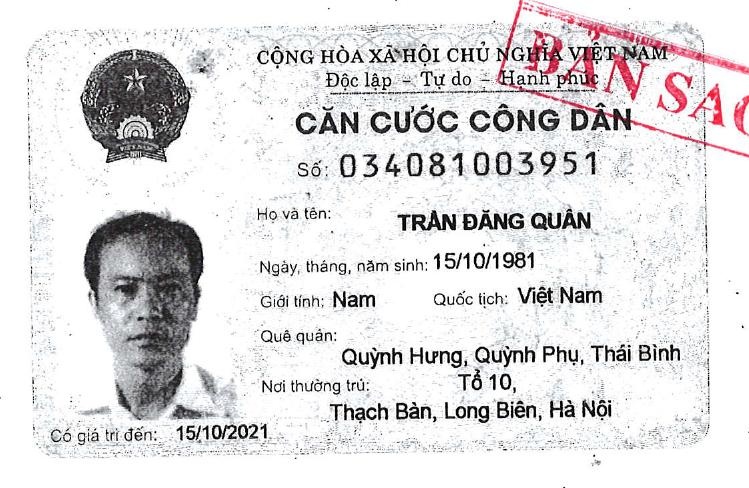 CỘNG HÒA XÃ HỘI CHỦ NGHĨA VIỆT NAM
Độc lập - Tự do - Hạnh phúc
BẢN SAO
CĂN CƯỚC CÔNG DÂN
Số: 034081003951
Họ và tên: TRẦN ĐĂNG QUÂN
Ngày, tháng, năm sinh: 15/10/1981
Giới tính: Nam Quốc tịch: Việt Nam
Quê quán:
Quỳnh Hưng, Quỳnh Phụ, Thái Bình
Nơi thường trú: Tổ 10,
Thạch Bàn, Long Biên, Hà Nội
Có giá trị đến: 15/10/2021